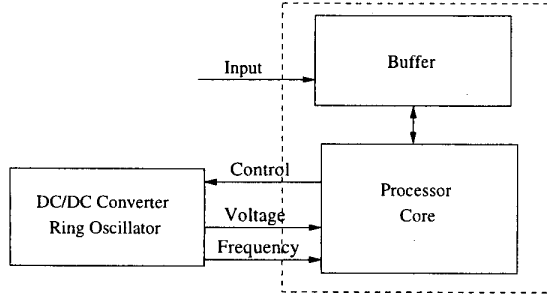 Input
Buffer
Control
Processor
Core
DC/DC Converter
Ring Oscillator
Voltage
Frequency